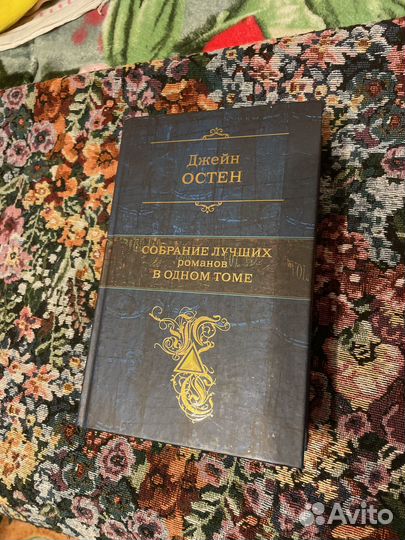 Джейн
ОСТЕН
СОБРАНИЕ ЛУЧШИХ
романов
В ОДНОМ ТОМЕ
Avito